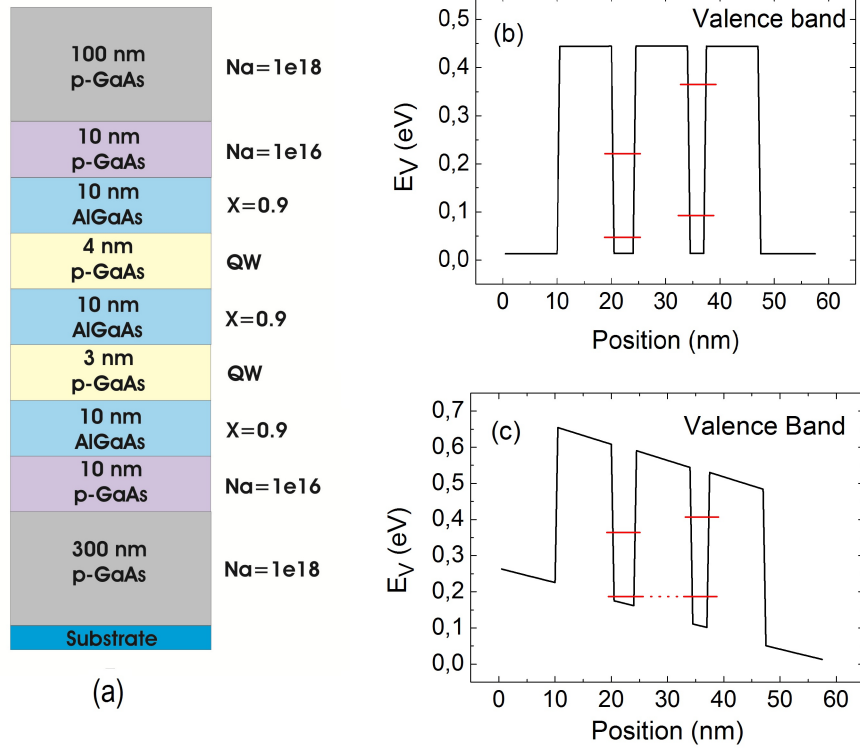 100 nm
p-GaAs
Na=1e18
10 nm
p-GaAs
Na=1e16
10 nm
AlGaAs
X=0.9
4 nm
p-GaAs
QW
10 nm
AlGaAs
X=0.9
3 nm
p-GaAs
QW
10 nm
AlGaAs
X=0.9
10 nm
p-GaAs
Na=1e16
300 nm
p-GaAs
Na=1e18
Substrate
(a)
(b)
Valence band
0,5
0,4
0,3
0,2
0,1
0,0
EV (eV)
0 10 20 30 40 50 60
Position (nm)
(c)
Valence Band
0,7
0,6
0,5
0,4
0,3
0,2
0,1
0,0
EV (eV)
0 10 20 30 40 50 60
Position (nm)